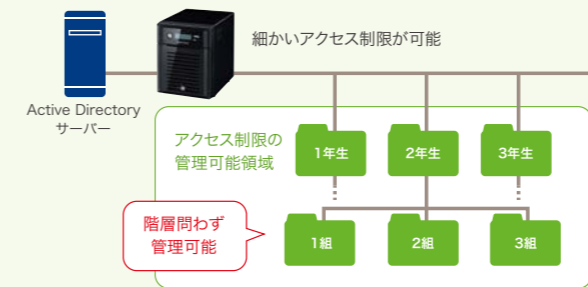 細かいアクセス制限が可能
Active Directory
サーバー
アクセス制限の
管理可能領域
1年生
2年生
3年生
階層問わず
管理可能
1組
2組
3組